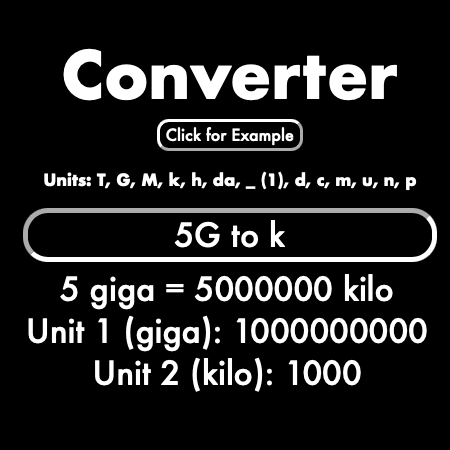 Converter
Click for Example
Units: T, G, M, k, h, da, _ (1), d, c, m, u, n, p
5G to k
5 giga = 5000000 kilo
Unit 1 (giga): 1000000000
Unit 2 (kilo): 1000